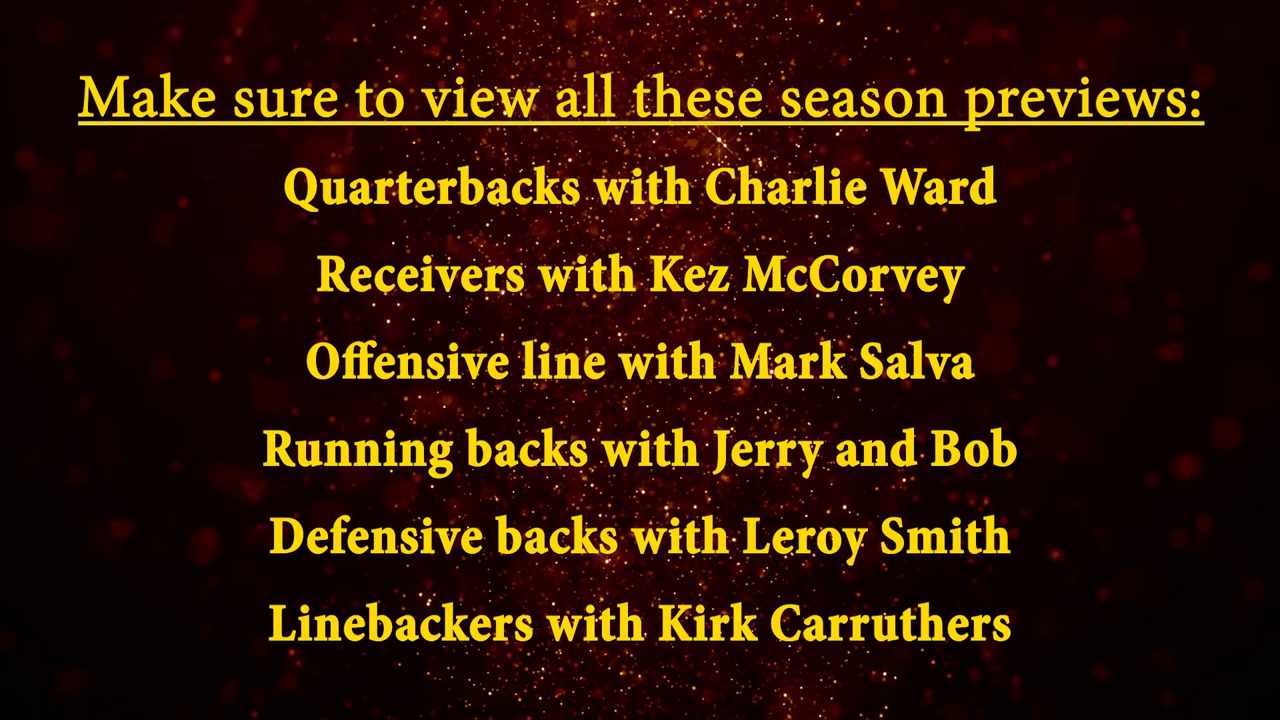 Make sure to view all these season previews:
Quarterbacks with Charlie Ward
Receivers with Kez McCorvey
Offensive line with Mark Salva
Running backs with Jerry and Bob
Defensive backs with Leroy Smith
Linebackers with Kirk Carruthers